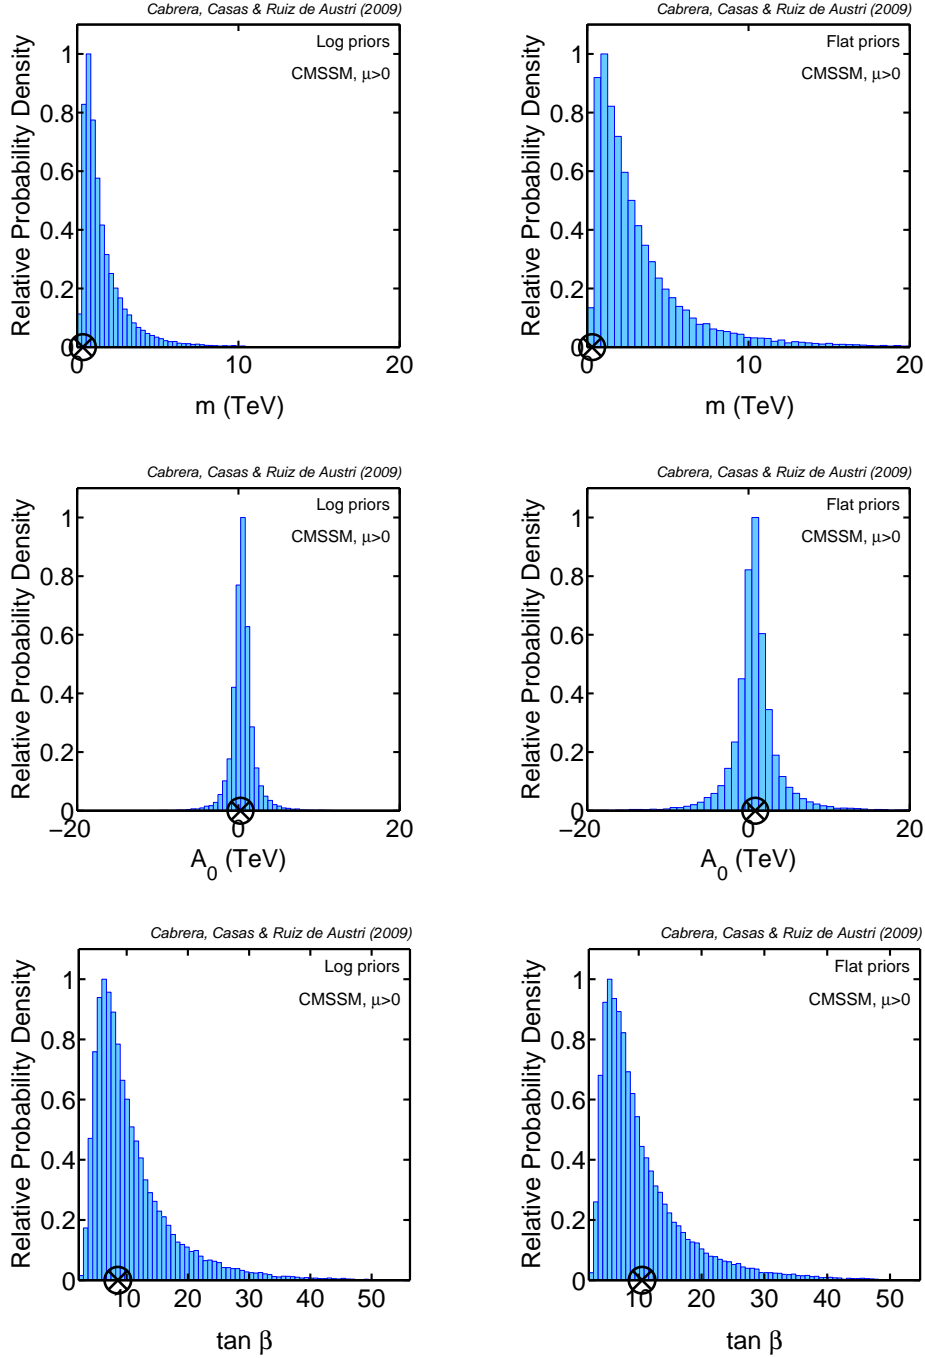 Cabrera, Casas & Ruiz de Austri (2009)
Log priors
CMSSM, μ>0
Relative Probability Density
1
0.8
0.6
0.4
0.2
0
0
10
20
m (TeV)
Cabrera, Casas & Ruiz de Austri (2009)
Flat priors
CMSSM, μ>0
Relative Probability Density
1
0.8
0.6
0.4
0.2
0
0
10
20
m (TeV)
Cabrera, Casas & Ruiz de Austri (2009)
Log priors
CMSSM, μ>0
Relative Probability Density
1
0.8
0.6
0.4
0.2
0
−20
0
20
A₀ (TeV)
Cabrera, Casas & Ruiz de Austri (2009)
Flat priors
CMSSM, μ>0
Relative Probability Density
1
0.8
0.6
0.4
0.2
0
−20
0
20
A₀ (TeV)
Cabrera, Casas & Ruiz de Austri (2009)
Log priors
CMSSM, μ>0
Relative Probability Density
1
0.8
0.6
0.4
0.2
0
10
20
30
40
50
tan β
Cabrera, Casas & Ruiz de Austri (2009)
Flat priors
CMSSM, μ>0
Relative Probability Density
1
0.8
0.6
0.4
0.2
0
10
20
30
40
50
tan β